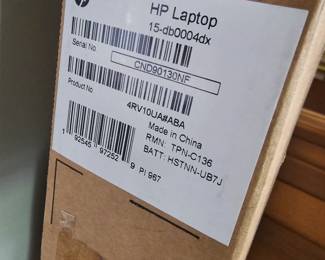 hp
HP Laptop
15-db0004dx
Serial No
CND90130NF
Product No
4RV10UA#ABA
Made in China
RMN: TPN-C136
BATT: HSTNN-UB7J
1 92545 97252 9 PI 967